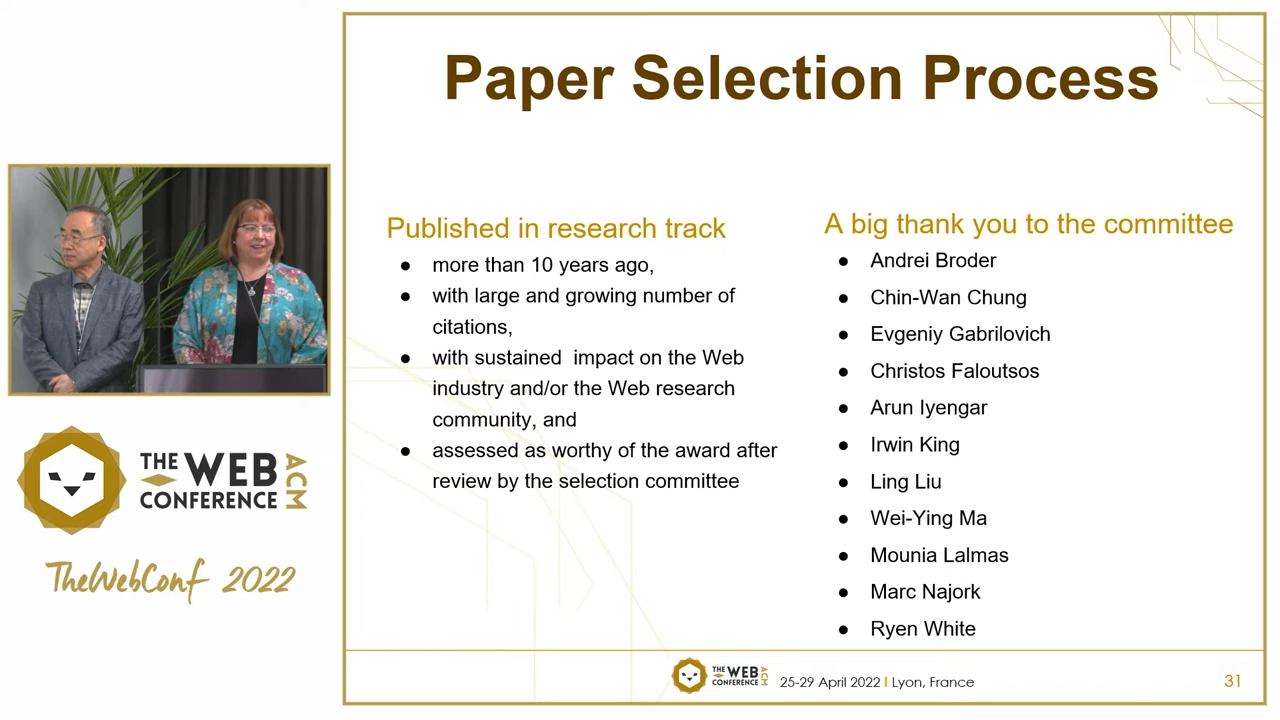 Paper Selection Process
Published in research track
● more than 10 years ago,
● with large and growing number of
citations,
● with sustained impact on the Web
industry and/or the Web research
community, and
● assessed as worthy of the award after
review by the selection committee
A big thank you to the committee
● Andrei Broder
● Chin-Wan Chung
● Evgeniy Gabrilovich
● Christos Faloutsos
● Arun Iyengar
● Irwin King
● Ling Liu
● Wei-Ying Ma
● Mounia Lalmas
● Marc Najork
● Ryen White
THE WEB
CONFERENCE
ACM
TheWebConf 2022
THE WEB
CONFERENCE
ACM
25-29 April 2022 | Lyon, France
31